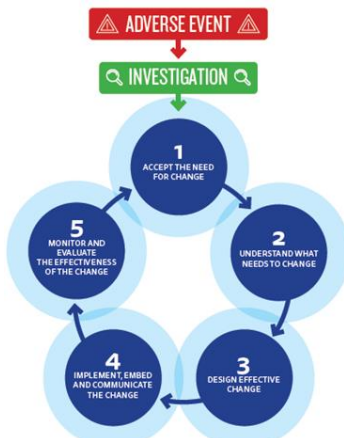 ADVERSE EVENT
INVESTIGATION
1
ACCEPT THE NEED
FOR CHANGE
2
UNDERSTAND WHAT
NEEDS TO CHANGE
3
DESIGN EFFECTIVE
CHANGE
4
IMPLEMENT, EMBED
AND COMMUNICATE
THE CHANGE
5
MONITOR AND
EVALUATE
THE EFFECTIVENESS
OF THE CHANGE